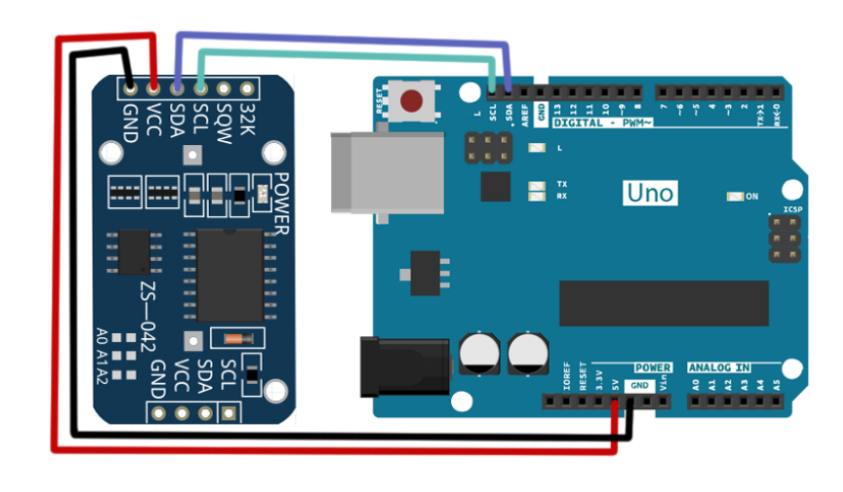 GND
VCC
SDA
SCL
SQW
32K
POWER
ZS—042
A0 A1 A2
GND
VCC
SDA
SCL
RESET
L
SCL
SDA
AREF
GND
13
12
11
10
~9
8
7
~6
~5
4
~3
2
TX→1
RX←0
DIGITAL - PWM~
L
TX
RX
Uno
ON
ICSP
POWER
ANALOG IN
IOREF
RESET
3.3V
5V
GND
Vin
A0
A1
A2
A3
A4
A5